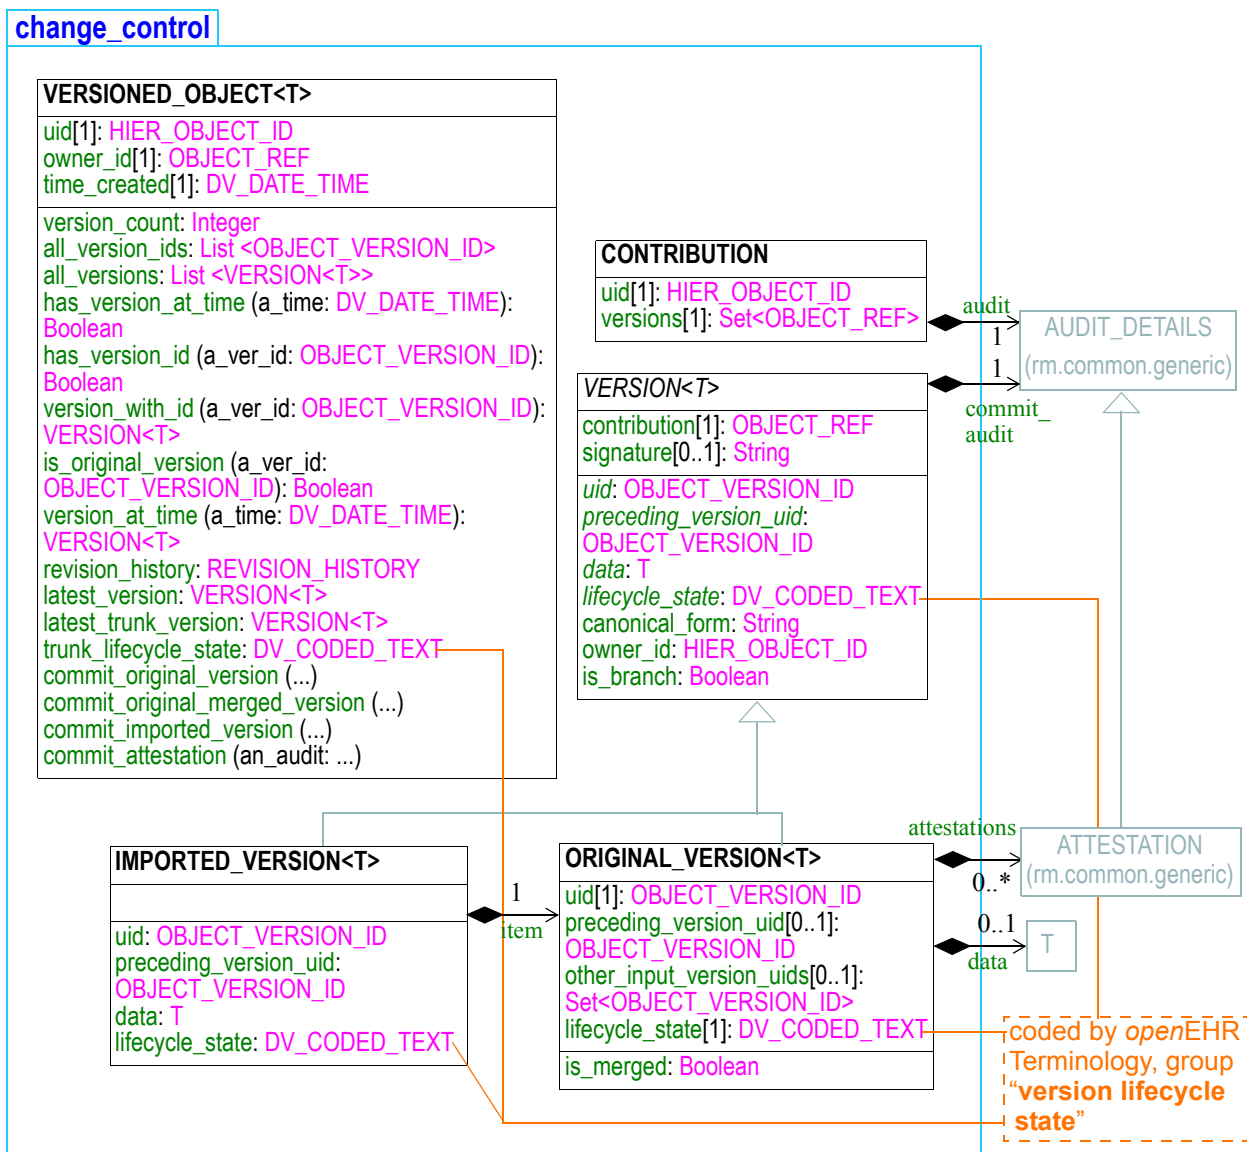 change_control
VERSIONED_OBJECT<T>
uid[1]: HIER_OBJECT_ID
owner_id[1]: OBJECT_REF
time_created[1]: DV_DATE_TIME
version_count: Integer
all_version_ids: List <OBJECT_VERSION_ID>
all_versions: List <VERSION<T>>
has_version_at_time (a_time: DV_DATE_TIME):
Boolean
has_version_id (a_ver_id: OBJECT_VERSION_ID):
Boolean
version_with_id (a_ver_id: OBJECT_VERSION_ID):
VERSION<T>
is_original_version (a_ver_id:
OBJECT_VERSION_ID): Boolean
version_at_time (a_time: DV_DATE_TIME):
VERSION<T>
revision_history: REVISION_HISTORY
latest_version: VERSION<T>
latest_trunk_version: VERSION<T>
trunk_lifecycle_state: DV_CODED_TEXT
commit_original_version (...)
commit_original_merged_version (...)
commit_imported_version (...)
commit_attestation (an_audit: ...)
CONTRIBUTION
uid[1]: HIER_OBJECT_ID
versions[1]: Set<OBJECT_REF>
audit
1
AUDIT_DETAILS
(rm.common.generic)
1
commit_
audit
VERSION<T>
contribution[1]: OBJECT_REF
signature[0..1]: String
uid: OBJECT_VERSION_ID
preceding_version_uid:
OBJECT_VERSION_ID
data: T
lifecycle_state: DV_CODED_TEXT
canonical_form: String
owner_id: HIER_OBJECT_ID
is_branch: Boolean
IMPORTED_VERSION<T>
uid: OBJECT_VERSION_ID
preceding_version_uid:
OBJECT_VERSION_ID
data: T
lifecycle_state: DV_CODED_TEXT
1
item
ORIGINAL_VERSION<T>
uid[1]: OBJECT_VERSION_ID
preceding_version_uid[0..1]:
OBJECT_VERSION_ID
other_input_version_uids[0..1]:
Set<OBJECT_VERSION_ID>
lifecycle_state[1]: DV_CODED_TEXT
is_merged: Boolean
attestations
0..*
ATTESTATION
(rm.common.generic)
0..1
data
T
coded by openEHR
Terminology, group
“version lifecycle
state”